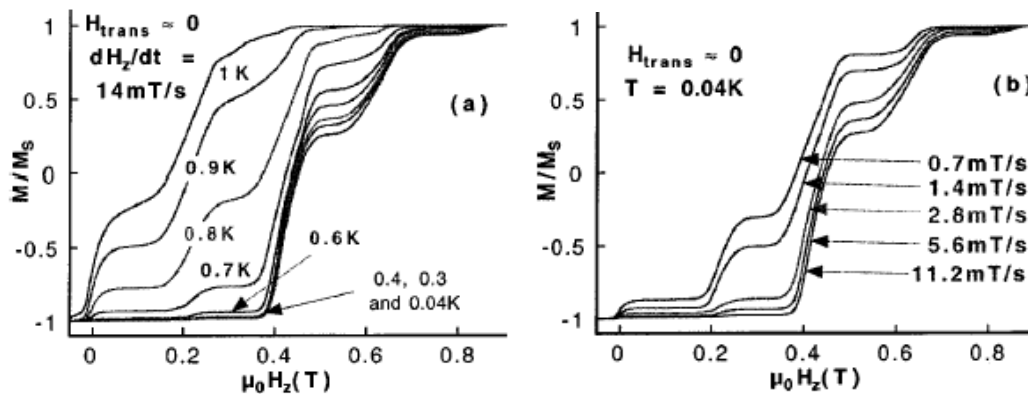 H_trans ≈ 0
dH_z/dt =
14mT/s
1 K
(a)
0.9K
0.8K
0.7K
0.6K
0.4, 0.3
and 0.04K
M/M_S
1
0.5
0
-0.5
-1
0 0.2 0.4 0.6 0.8
μ₀H_z(T)
H_trans ≈ 0
T = 0.04K
(b)
0.7mT/s
1.4mT/s
2.8mT/s
5.6mT/s
11.2mT/s
M/M_S
1
0.5
0
-0.5
-1
0 0.2 0.4 0.6 0.8
μ₀H_z(T)